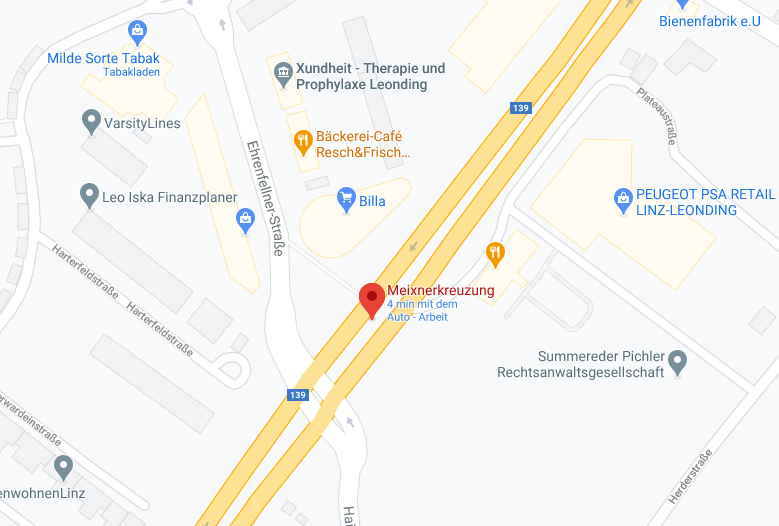 Bienenfabrik e.U
Milde Sorte Tabak
Tabakladen
Xundheit - Therapie und
Prophylaxe Leonding
139
Plateaustraße
VarsityLines
Bäckerei-Café
Resch&Frisch...
Ehrenfellner-Straße
Leo Iska Finanzplaner
Billa
PEUGEOT PSA RETAIL
LINZ-LEONDING
Harterfeldstraße
Harterfeldstraße
Meixnerkreuzung
4 min mit dem
Auto - Arbeit
Summereder Pichler
Rechtsanwaltsgesellschaft
139
erwardeinstraße
enwohnenLinz
Herderstraße
Hai